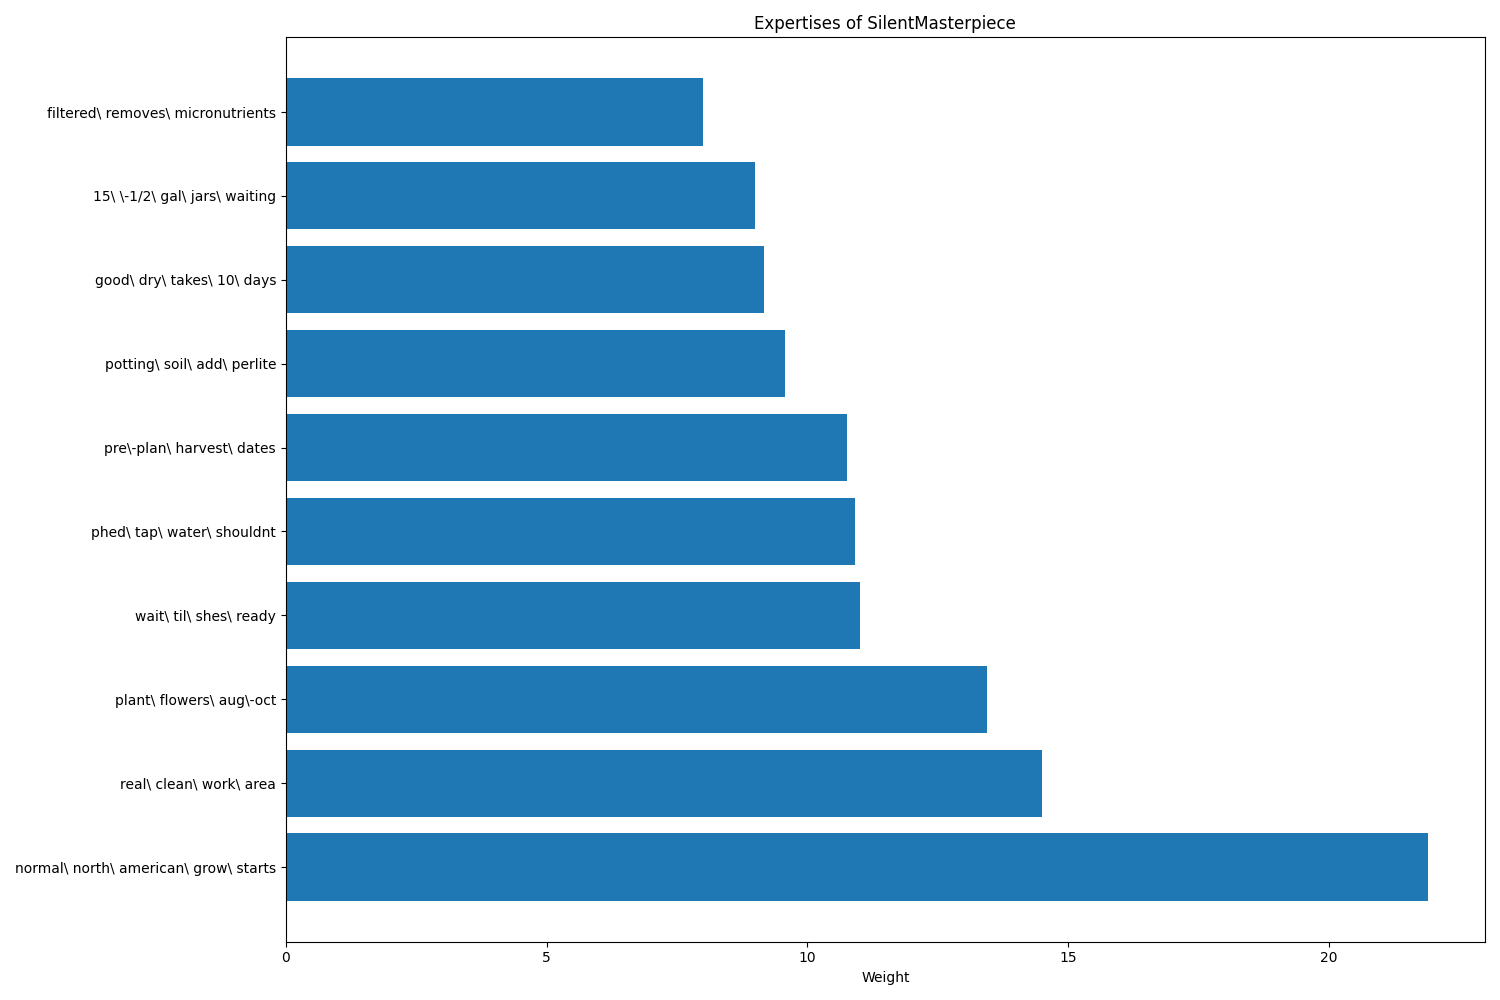 Expertises of SilentMasterpiece
filtered\ removes\ micronutrients
15\ \-1/2\ gal\ jars\ waiting
good\ dry\ takes\ 10\ days
potting\ soil\ add\ perlite
pre\-plan\ harvest\ dates
phed\ tap\ water\ shouldnt
wait\ til\ shes\ ready
plant\ flowers\ aug\-oct
real\ clean\ work\ area
normal\ north\ american\ grow\ starts
0 5 10 15 20
Weight